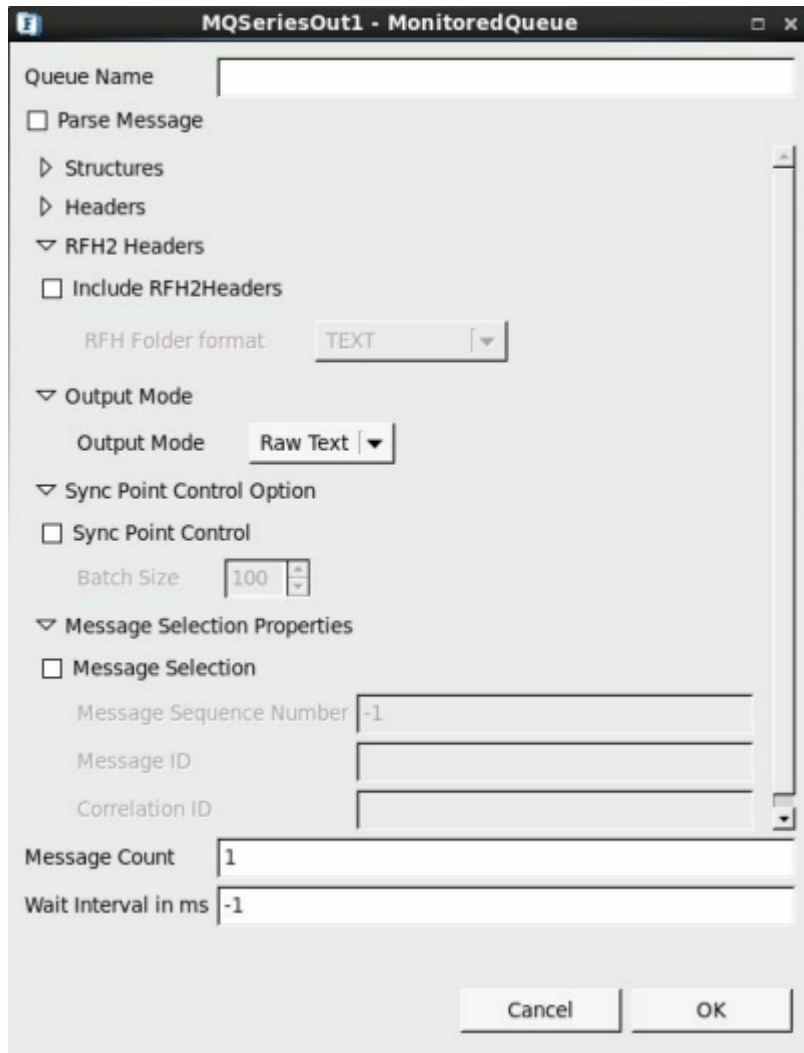 MQSeriesOut1 - MonitoredQueue
Queue Name
Parse Message
Structures
Headers
RFH2 Headers
Include RFH2Headers
RFH Folder format TEXT
Output Mode
Output Mode Raw Text
Sync Point Control Option
Sync Point Control
Batch Size 100
Message Selection Properties
Message Selection
Message Sequence Number -1
Message ID
Correlation ID
Message Count 1
Wait Interval in ms -1
Cancel OK